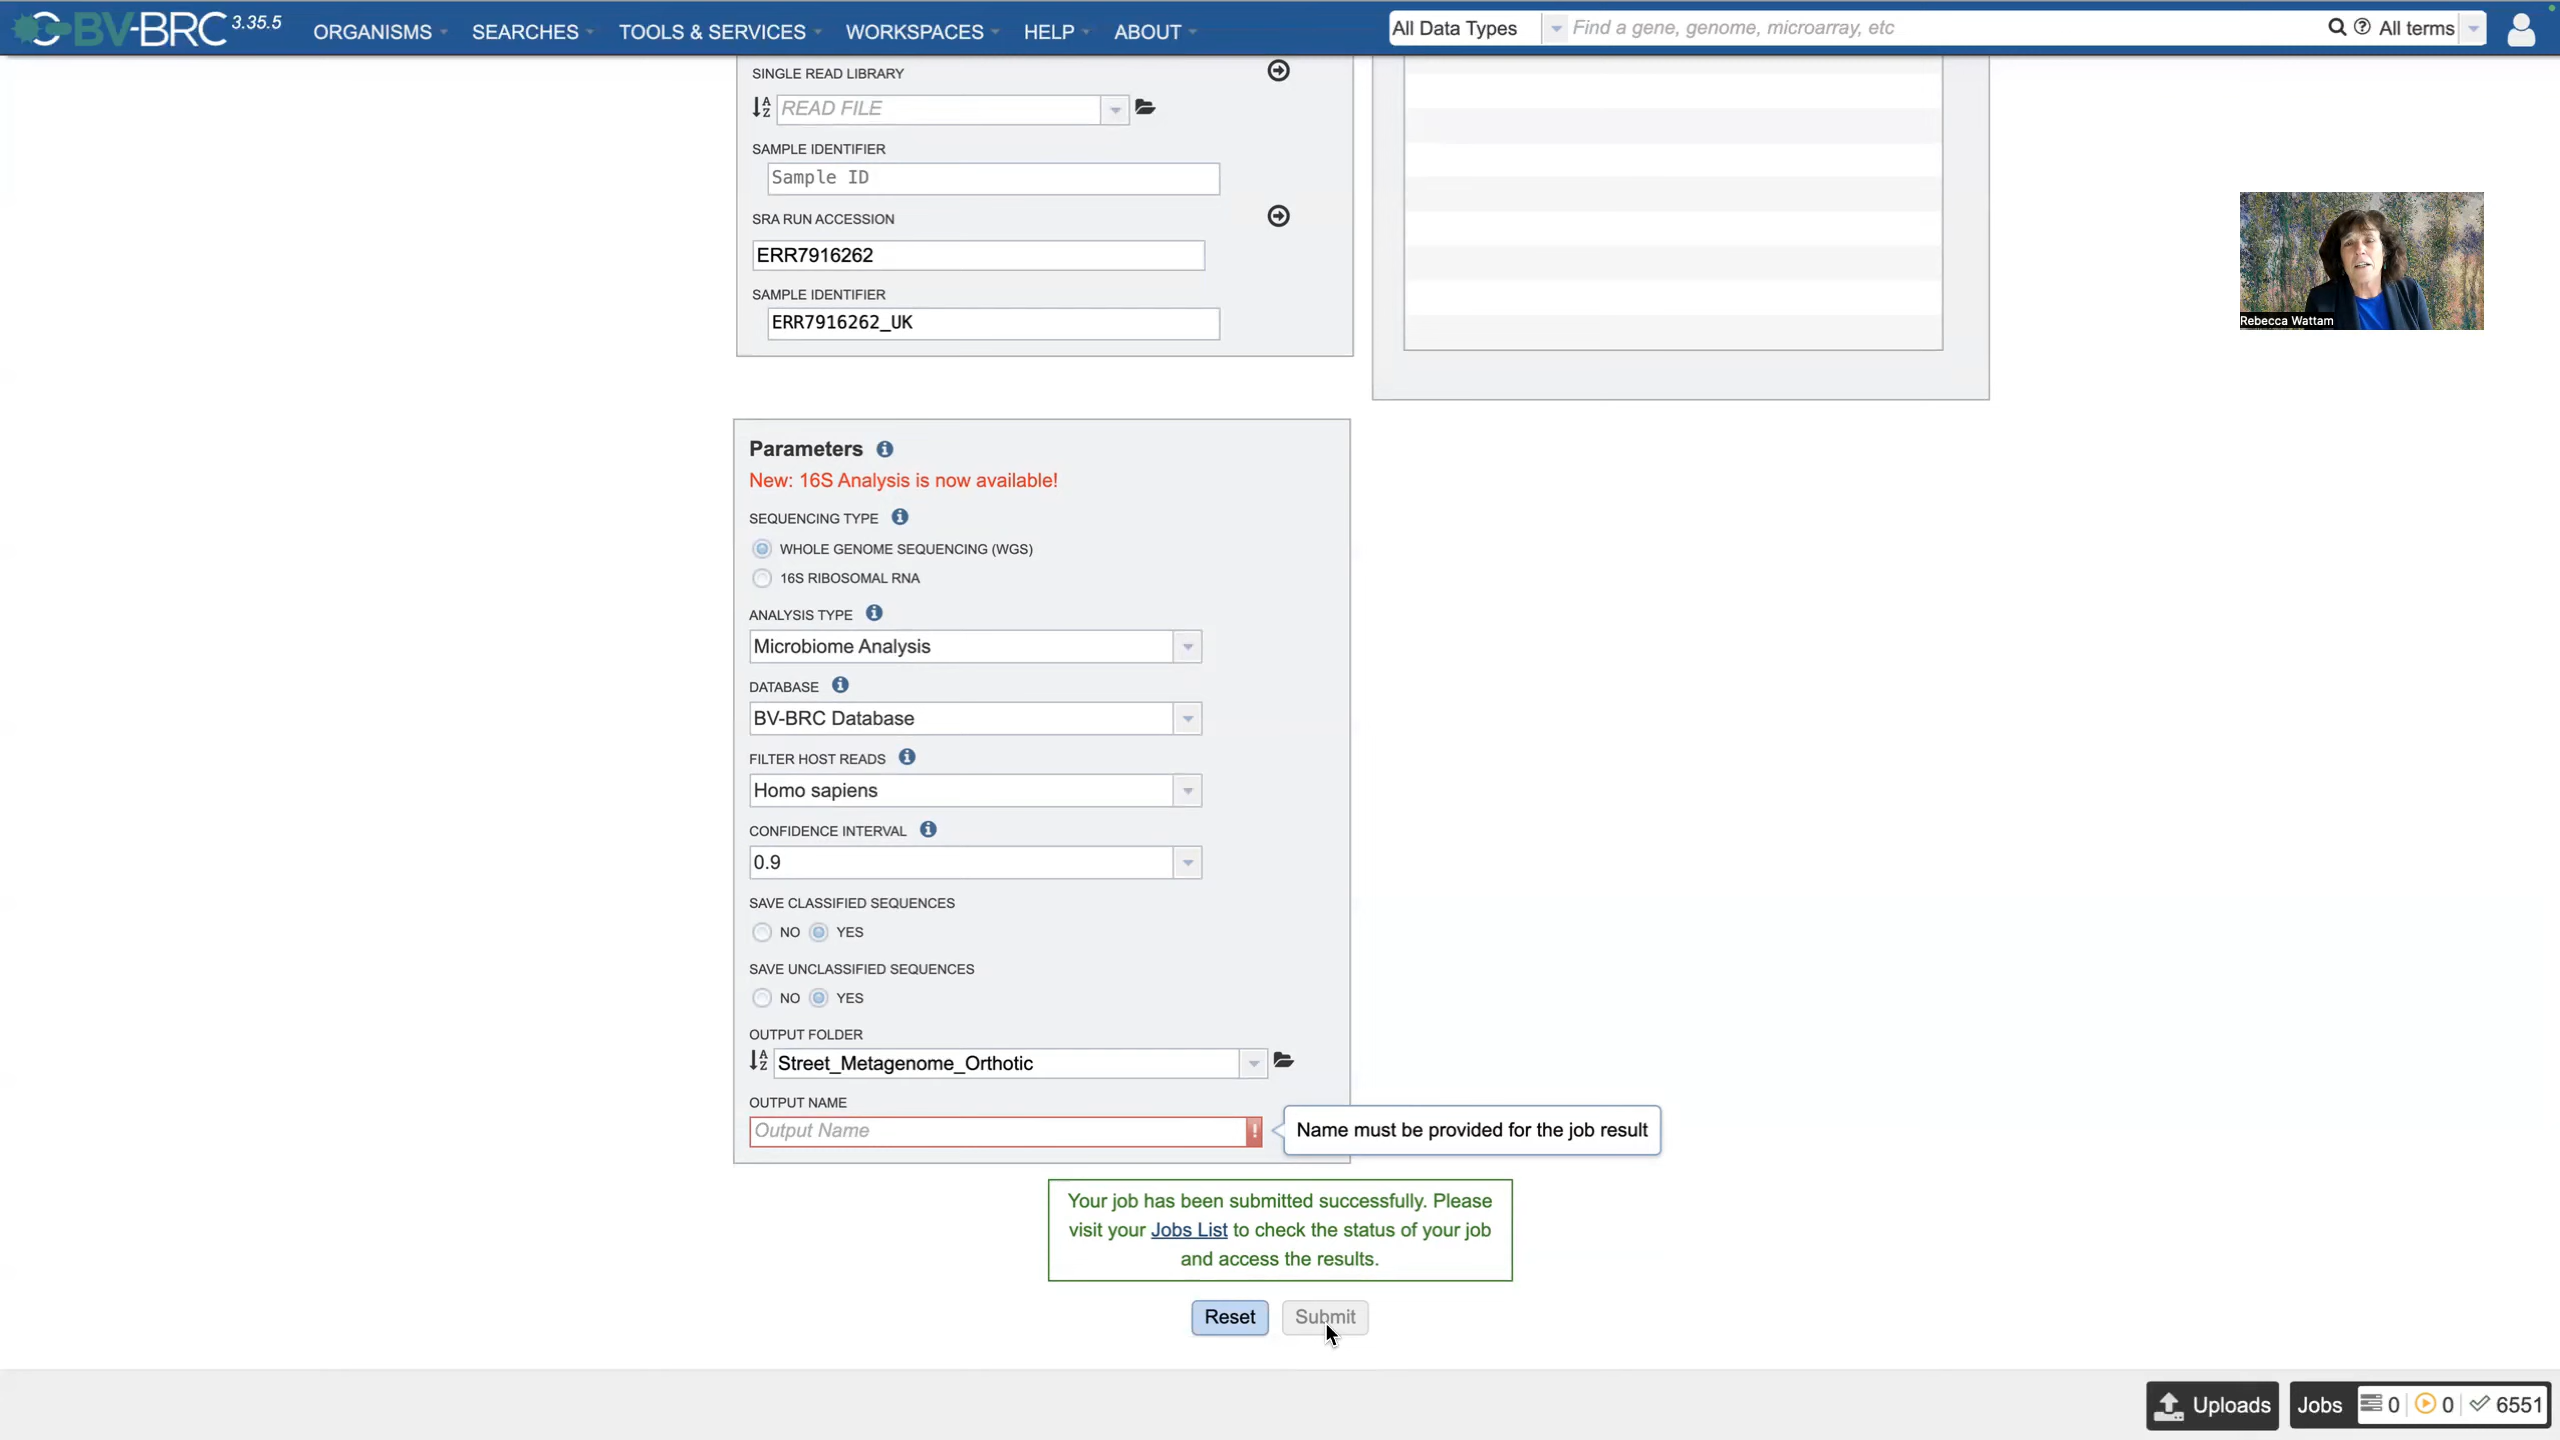 BV-BRC 3.35.5 ORGANISMS SEARCHES TOOLS & SERVICES WORKSPACES HELP ABOUT All Data Types Find a gene, genome, microarray, etc All terms
SINGLE READ LIBRARY
READ FILE
SAMPLE IDENTIFIER
Sample ID
SRA RUN ACCESSION
ERR7916262
SAMPLE IDENTIFIER
ERR7916262_UK
Rebecca Wattam
Parameters
New: 16S Analysis is now available!
SEQUENCING TYPE
WHOLE GENOME SEQUENCING (WGS)
16S RIBOSOMAL RNA
ANALYSIS TYPE
Microbiome Analysis
DATABASE
BV-BRC Database
FILTER HOST READS
Homo sapiens
CONFIDENCE INTERVAL
0.9
SAVE CLASSIFIED SEQUENCES
NO YES
SAVE UNCLASSIFIED SEQUENCES
NO YES
OUTPUT FOLDER
Street_Metagenome_Orthotic
OUTPUT NAME
Output Name ! Name must be provided for the job result
Your job has been submitted successfully. Please
visit your Jobs List to check the status of your job
and access the results.
Reset Submit
Uploads Jobs 0 0 6551